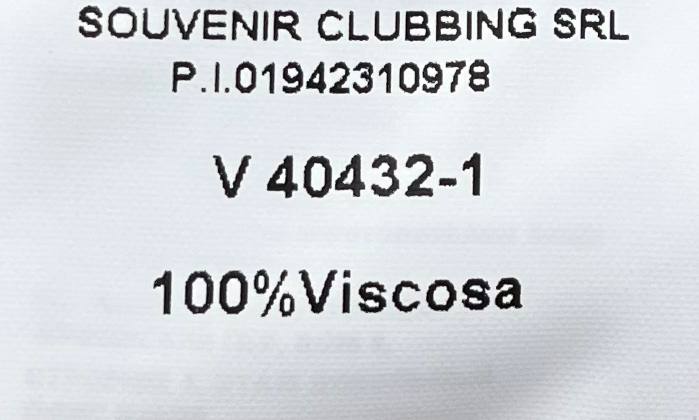 SOUVENIR CLUBBING SRL
P.I.01942310978
V 40432-1
100%Viscosa